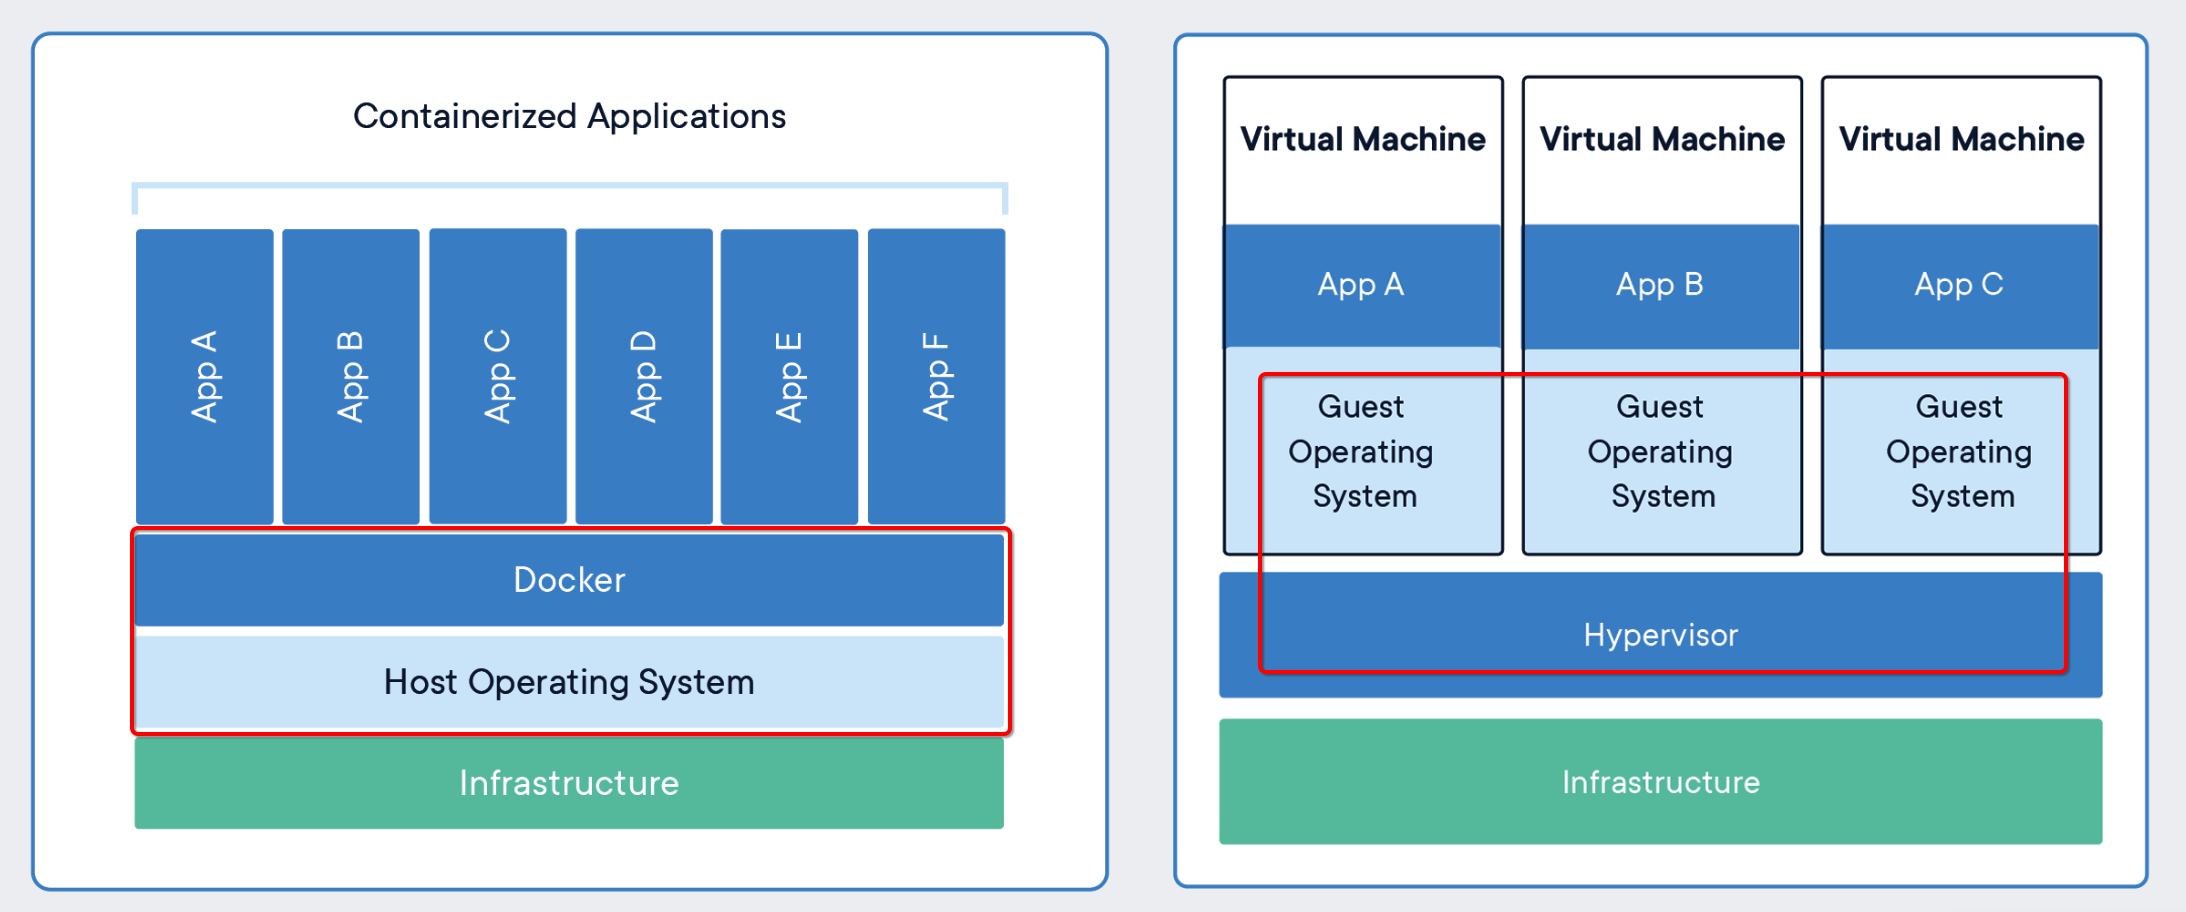 Containerized Applications
App A
App B
App C
App D
App E
App F
Docker
Host Operating System
Infrastructure
Virtual Machine
Virtual Machine
Virtual Machine
App A
App B
App C
Guest
Operating
System
Guest
Operating
System
Guest
Operating
System
Hypervisor
Infrastructure